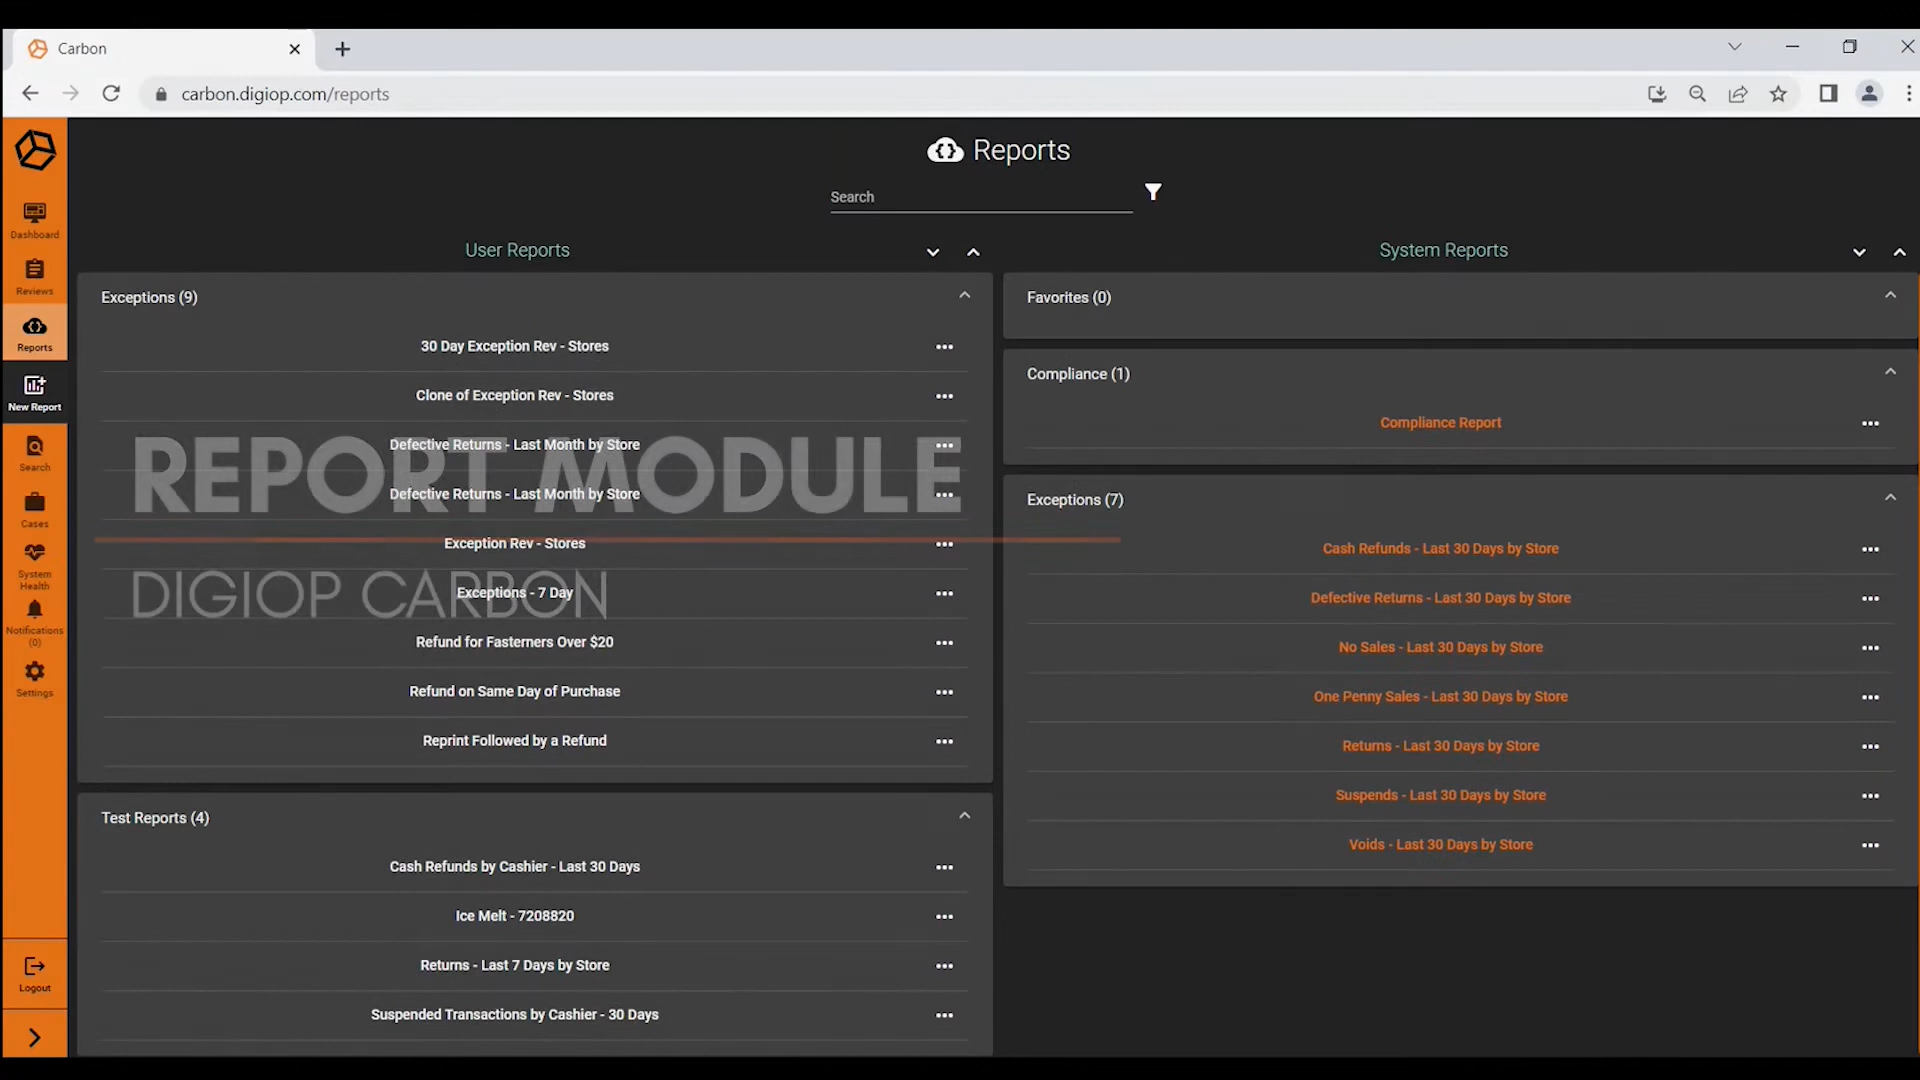 Carbon
carbon.digiop.com/reports
Reports
Search
Dashboard
Reviews
Reports
New Report
Search
Cases
System
Health
Notifications
(0)
Settings
Logout
User Reports
Exceptions (9)
30 Day Exception Rev - Stores
Clone of Exception Rev - Stores
Defective Returns - Last Month by Store
Defective Returns - Last Month by Store
Exception Rev - Stores
Exceptions - 7 Day
Refund for Fasterners Over $20
Refund on Same Day of Purchase
Reprint Followed by a Refund
REPORT MODULE
DIGIOP CARBON
Test Reports (4)
Cash Refunds by Cashier - Last 30 Days
Ice Melt - 7208820
Returns - Last 7 Days by Store
Suspended Transactions by Cashier - 30 Days
System Reports
Favorites (0)
Compliance (1)
Compliance Report
Exceptions (7)
Cash Refunds - Last 30 Days by Store
Defective Returns - Last 30 Days by Store
No Sales - Last 30 Days by Store
One Penny Sales - Last 30 Days by Store
Returns - Last 30 Days by Store
Suspends - Last 30 Days by Store
Voids - Last 30 Days by Store